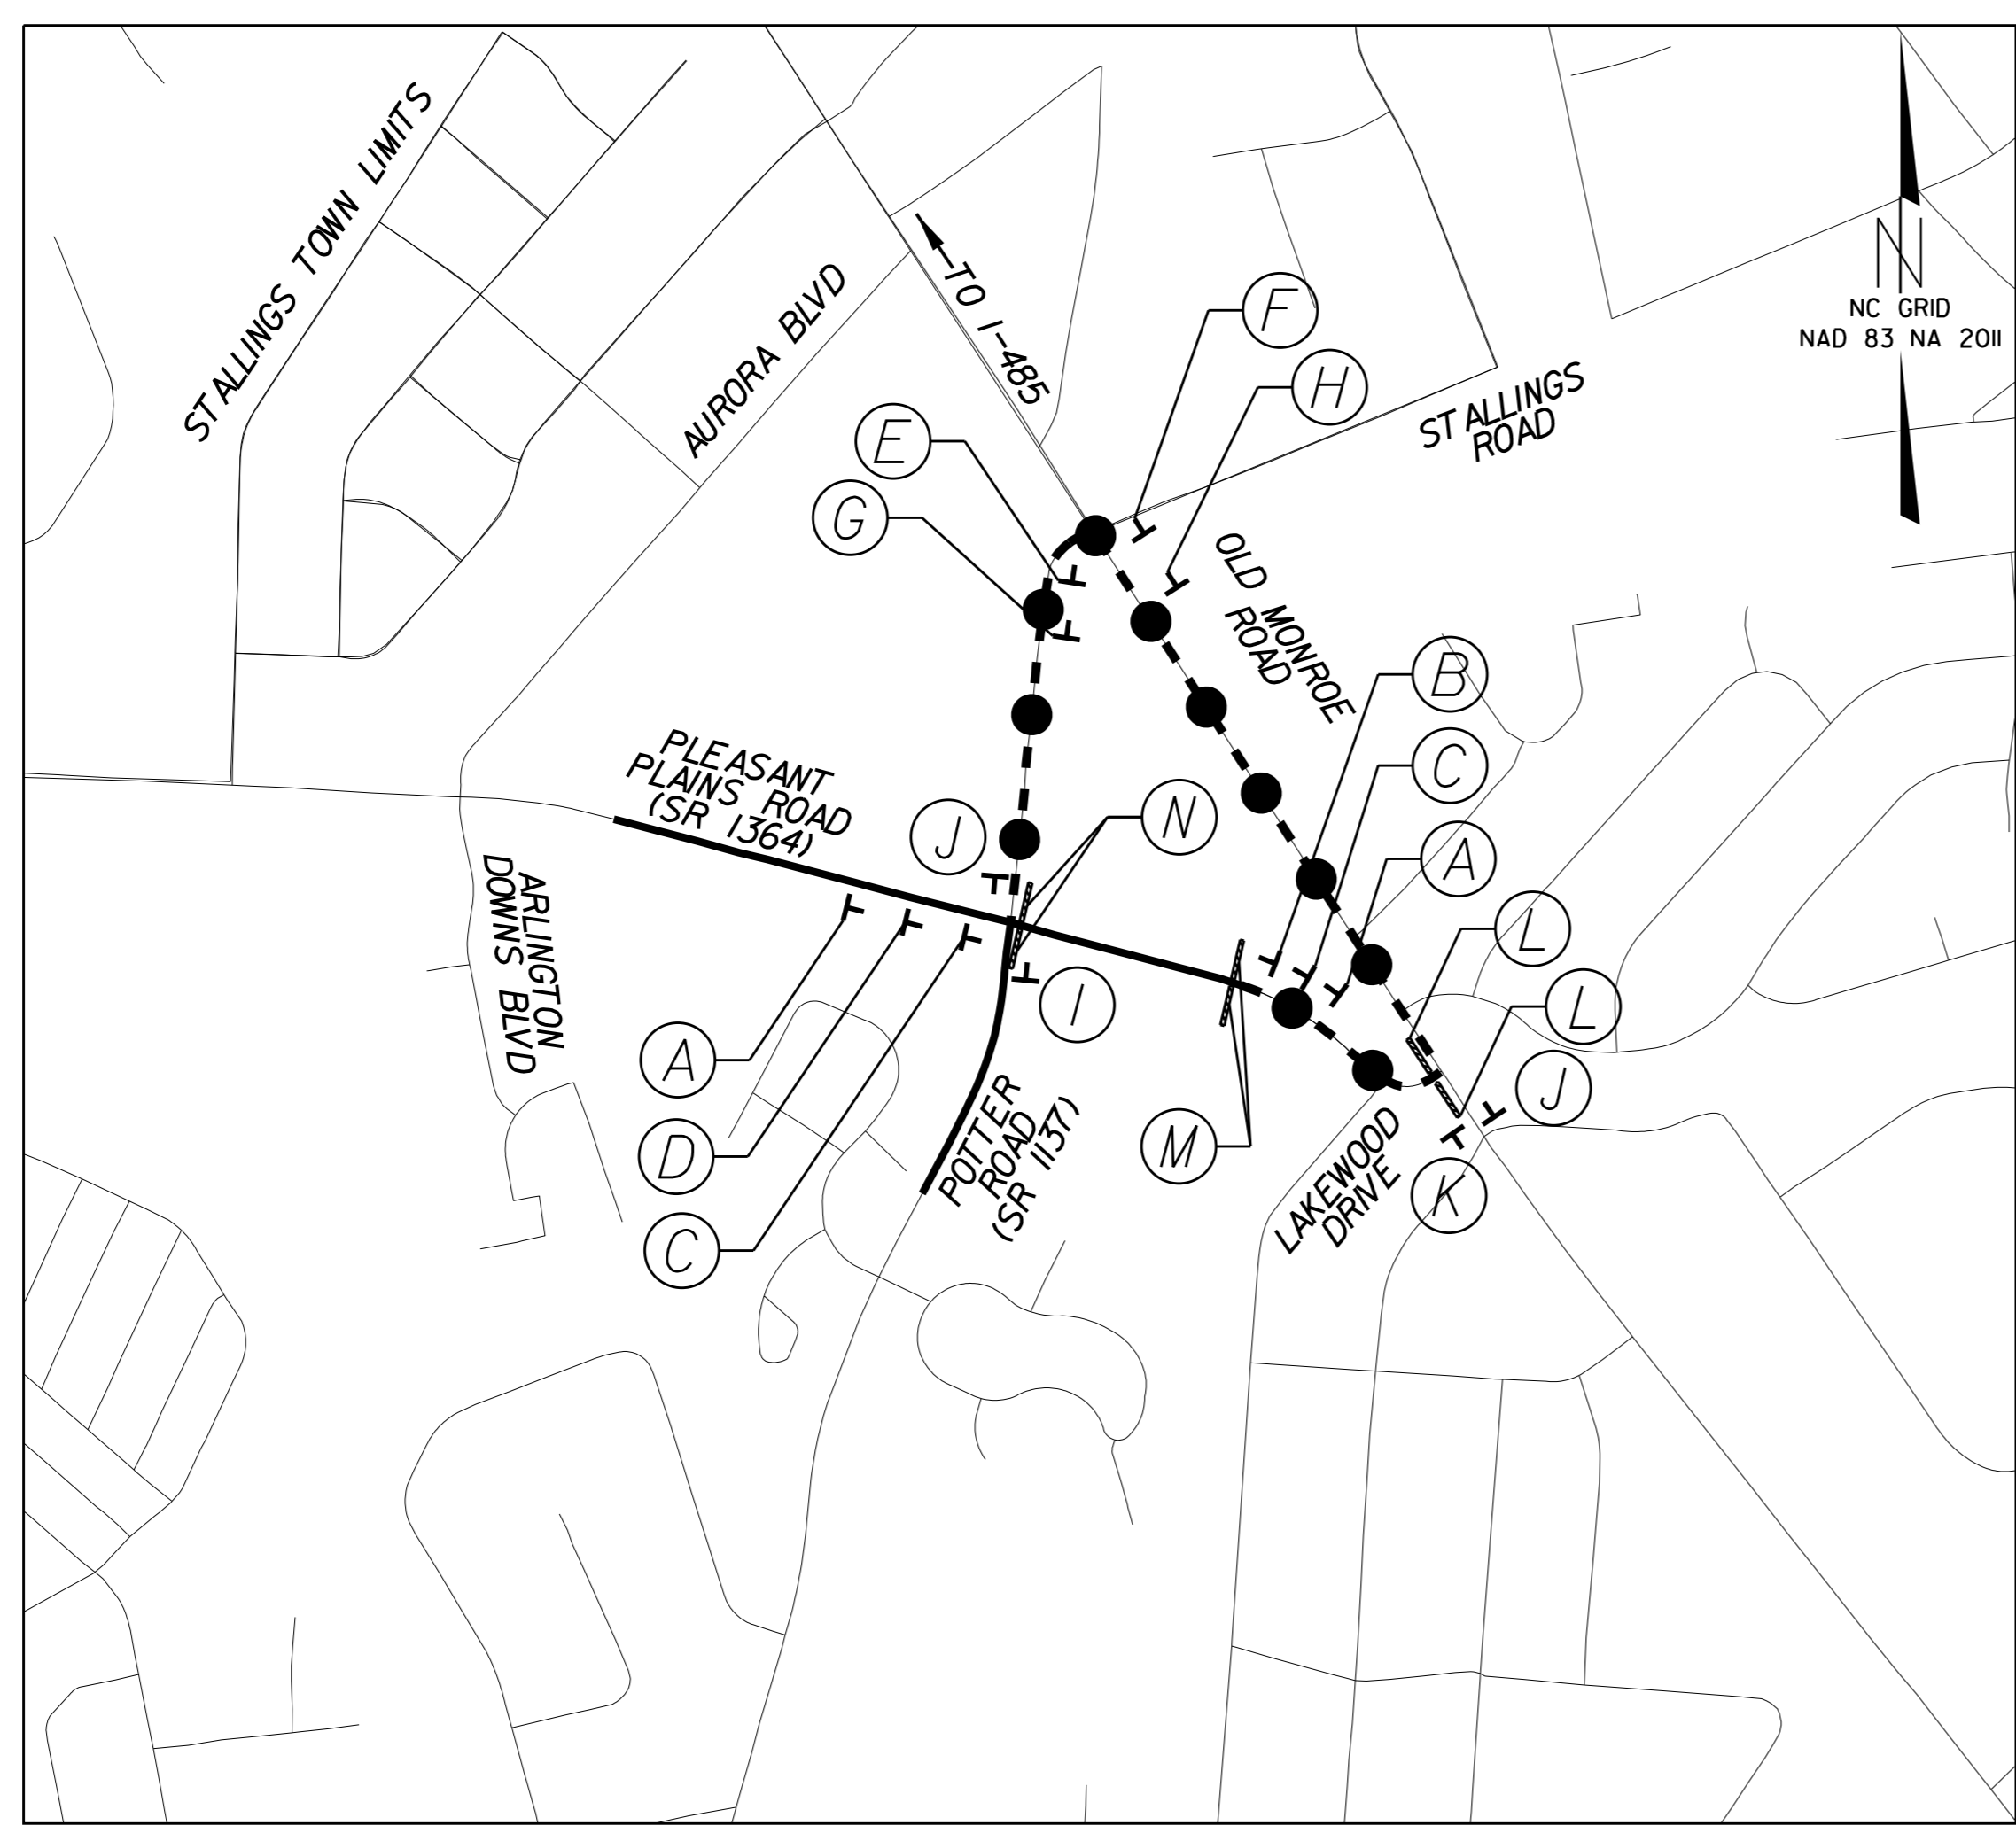 STALLINGS TOWN LIMITS
AURORA BLVD
TO I-485
N
NC GRID
NAD 83 NA 2011
F
H
STALLINGS
ROAD
E
G
OLD MONROE
ROAD
B
C
A
PLEASANT
PLAINS ROAD
(SR 1364)
J
N
L
L
ARLINGTON
DOWNS BLVD
I
A
D
C
POTTER
ROAD
(SR 1137)
M
J
K
LAKEWOOD
DRIVE